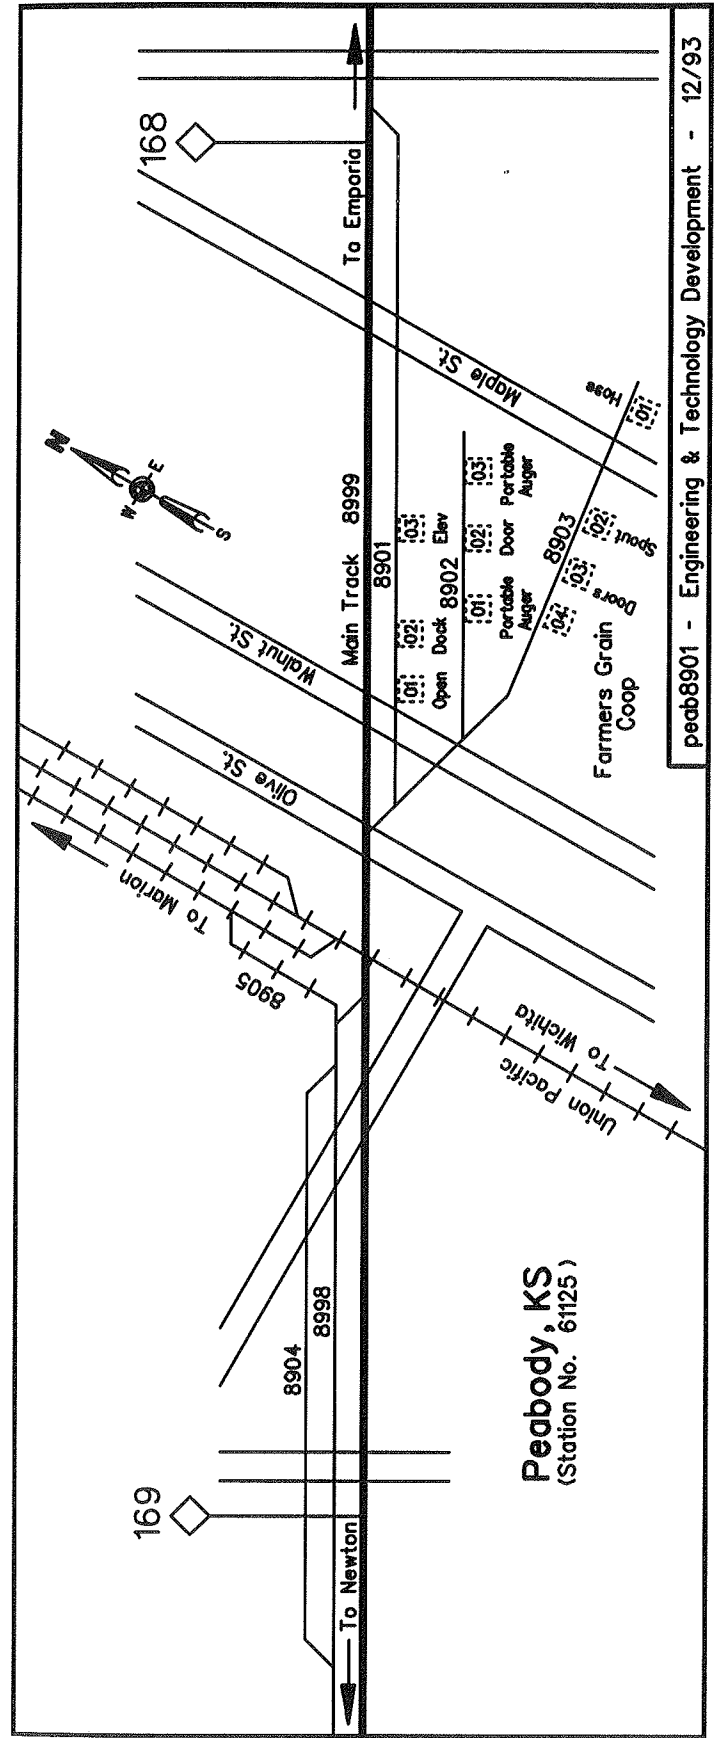 168
169
To Emporia
Maple St.
Main Track 8999
Walnut St.
Olive St.
N
E
W
S
8901
01
02
03
Open Dock
Elev
8902
01
02
03
Portable
Auger
Door
Portable
Auger
8903
04
03
02
01
Doors
Spout
Hose
Farmers Grain
Coop
To Marion
8905
Union Pacific
To Wichita
8904
8998
To Newton
Peabody, KS
(Station No. 61125)
peab8901 - Engineering & Technology Development - 12/93